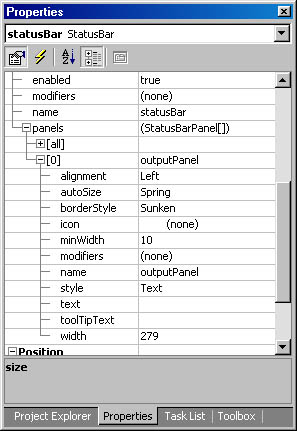 Properties
statusBar StatusBar
enabled true
modifiers (none)
name statusBar
panels (StatusBarPanel[])
[all]
[0] outputPanel
alignment Left
autoSize Spring
borderStyle Sunken
icon (none)
minWidth 10
modifiers (none)
name outputPanel
style Text
text
toolTipText
width 279
Position
size
Project Explorer Properties Task List Toolbox